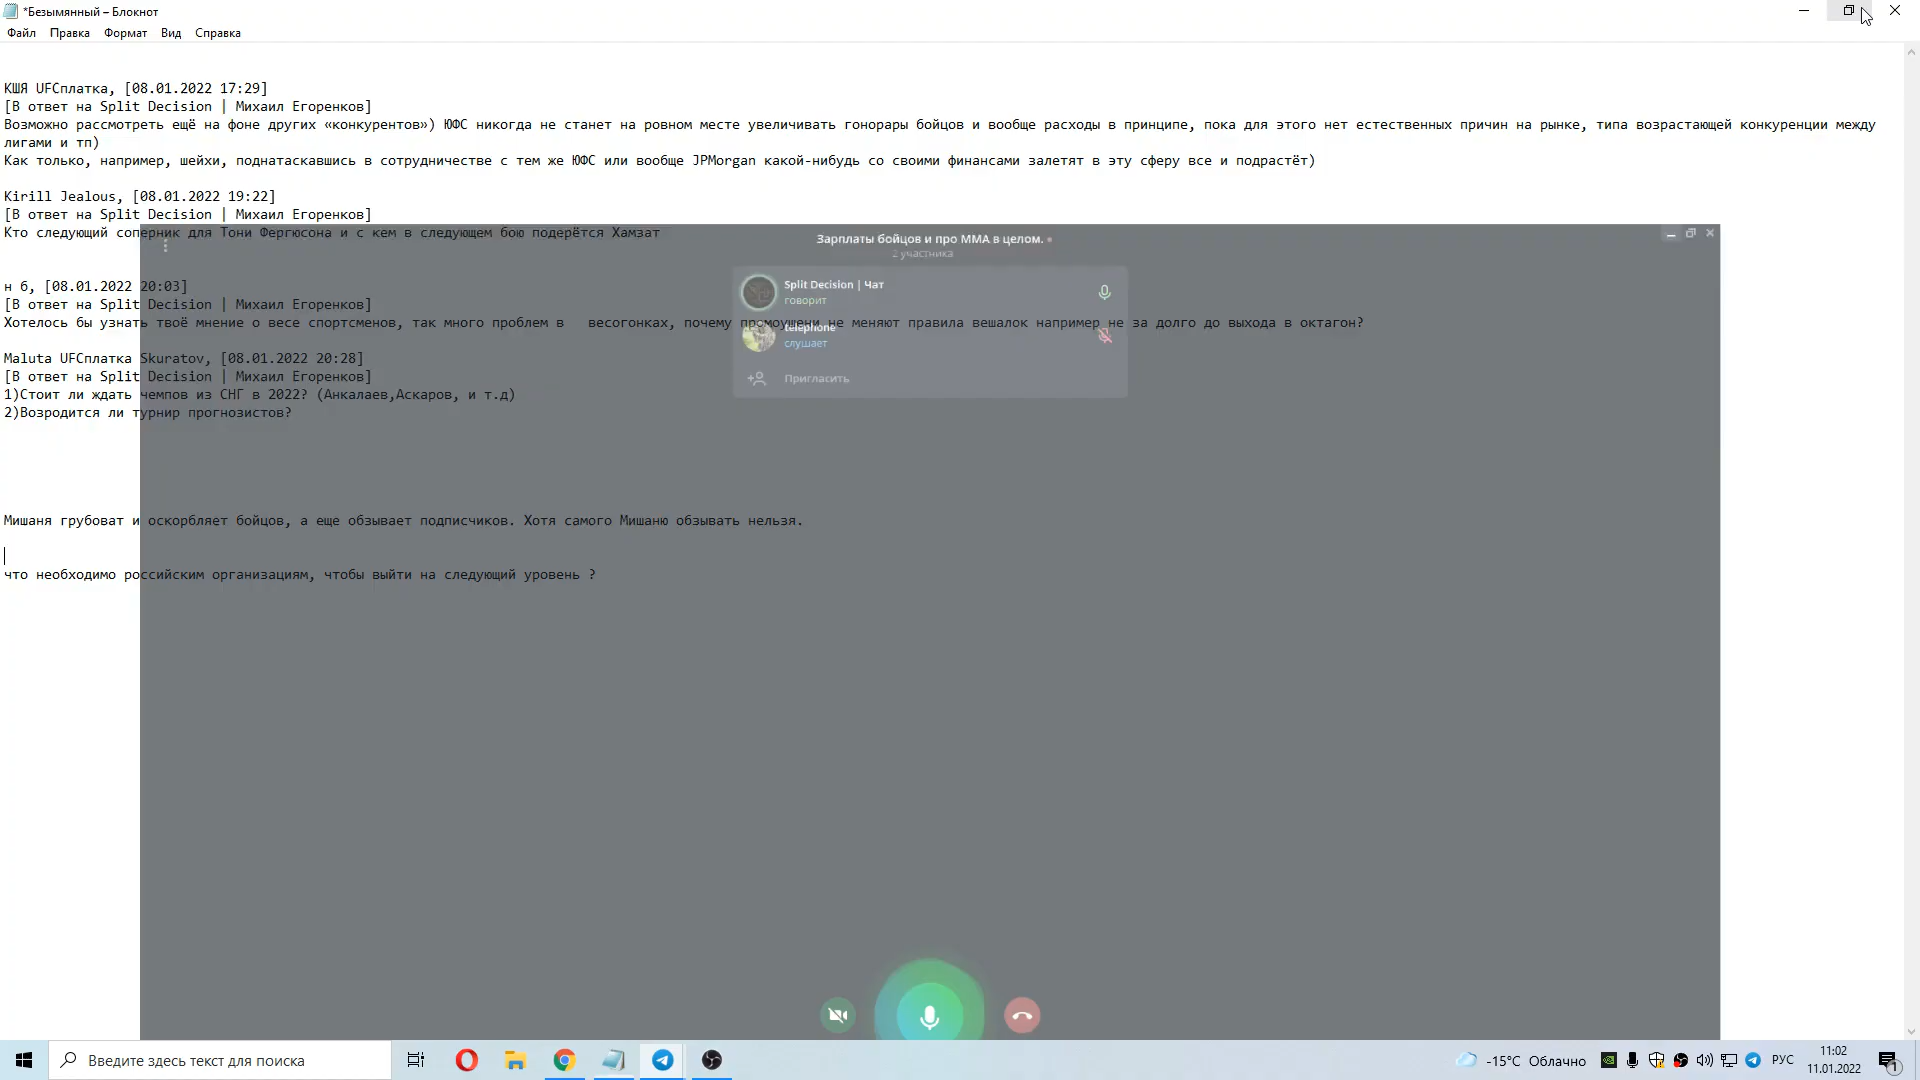 *Безымянный – Блокнот
Файл Правка Формат Вид Справка
КШЯ UFCплатка, [08.01.2022 17:29]
[В ответ на Split Decision | Михаил Егоренков]
Возможно рассмотреть ещё на фоне других «конкурентов») ЮФС никогда не станет на ровном месте увеличивать гонорары бойцов и вообще расходы в принципе, пока для этого нет естественных причин на рынке, типа возрастающей конкуренции между
лигами и тп)
Как только, например, шейхи, поднатаскавшись в сотрудничестве с тем же ЮФС или вообще JPMorgan какой-нибудь со своими финансами залетят в эту сферу все и подрастёт)
Kirill Jealous, [08.01.2022 19:22]
[В ответ на Split Decision | Михаил Егоренков]
Кто следующий соперник для Тони Фергюсона и с кем в следующем бою подерётся Хамзат
н б, [08.01.2022 20:03]
[В ответ на Split Decision | Михаил Егоренков]
Хотелось бы узнать твоё мнение о весе спортсменов, так много проблем в весогонках, почему промоушени не меняют правила вешалок например не за долго до выхода в октагон?
Maluta UFCплатка Skuratov, [08.01.2022 20:28]
[В ответ на Split Decision | Михаил Егоренков]
1)Стоит ли ждать чемпов из СНГ в 2022? (Анкалаев,Аскаров, и т.д)
2)Возродится ли турнир прогнозистов?
Мишаня грубоват и оскорбляет бойцов, а еще обзывает подписчиков. Хотя самого Мишаню обзывать нельзя.
что необходимо российским организациям, чтобы выйти на следующий уровень ?
Зарплаты бойцов и про ММА в целом.
2 участника
Split Decision | Чат
говорит
telephone
слушает
Пригласить
Введите здесь текст для поиска
-15°C Облачно
РУС
11:02
11.01.2022
1